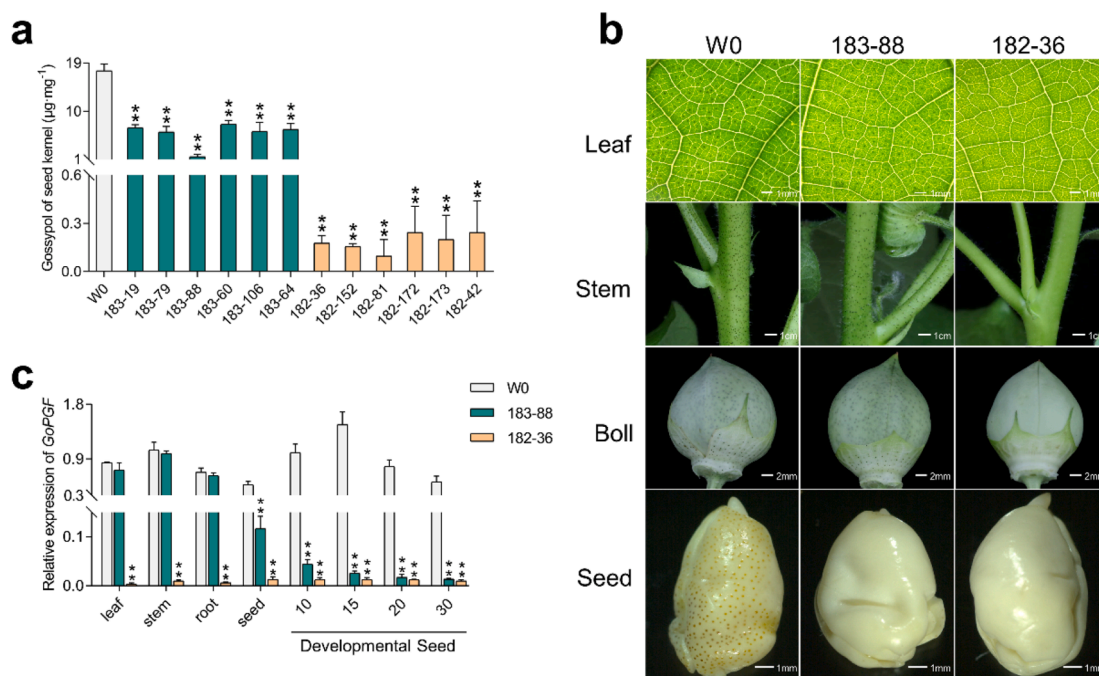 a
Gossypol of seed kernel (µg·mg⁻¹)
19
10
1
0.6
0.3
0.0
** ** ** ** ** ** ** ** ** ** ** **
W0 183-19 183-79 183-88 183-60 183-106 183-64 182-36 182-152 182-81 182-172 182-173 182-42
b
W0 183-88 182-36
Leaf
1mm 1mm 1mm
Stem
1cm 1cm 1cm
Boll
2mm 2mm 2mm
Seed
1mm 1mm 1mm
c
W0
183-88
182-36
Relative expression of GoPGF
1.8
0.9
0.3
0.1
0.0
** ** ** ** ** ** ** ** ** ** ** ** **
leaf stem root seed 10 15 20 30
Developmental Seed